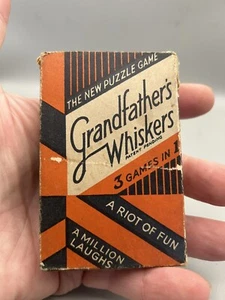 THE NEW PUZZLE GAME
Grandfather's
Whiskers
PATENT PENDING
3 GAMES IN 1
A RIOT OF FUN
A MILLION
LAUGHS